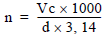 n = Vc × 1000
d × 3, 14